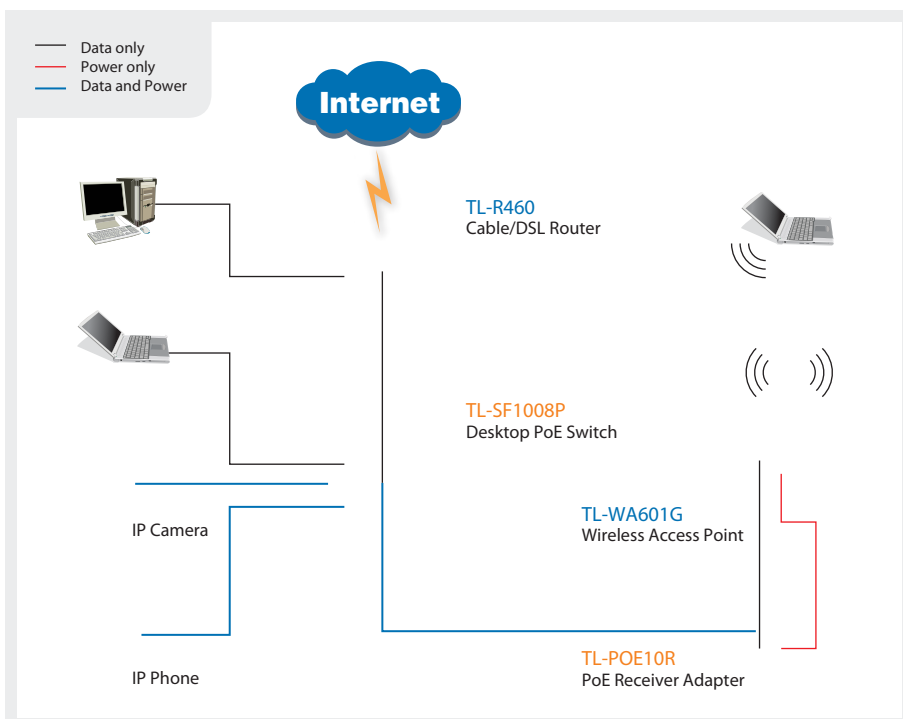 Data only
Power only
Data and Power
Internet
TL-R460
Cable/DSL Router
TL-SF1008P
Desktop PoE Switch
IP Camera
TL-WA601G
Wireless Access Point
IP Phone
TL-POE10R
PoE Receiver Adapter